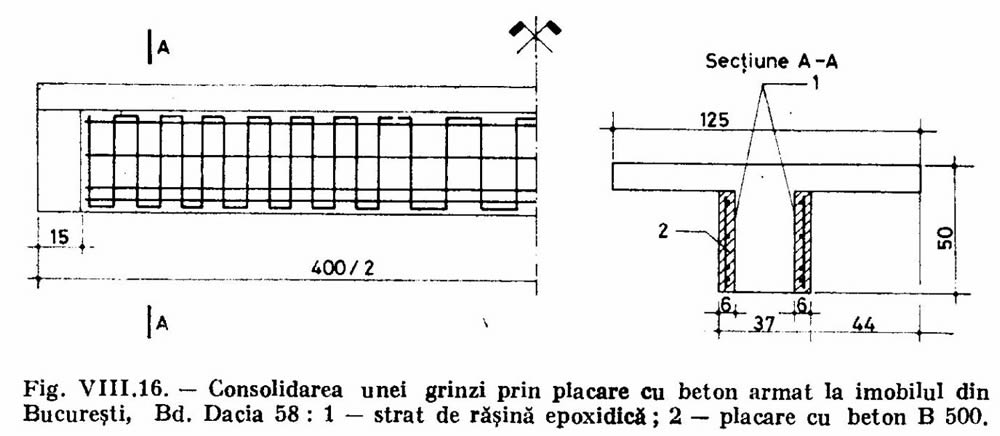 A
Secțiune A-A
1
125
2
50
15
400/2
6
6
37
44
A
Fig. VIII.16. — Consolidarea unei grinzi prin placare cu beton armat la imobilul din
București, Bd. Dacia 58 : 1 — strat de rășină epoxidică ; 2 — placare cu beton B 500.